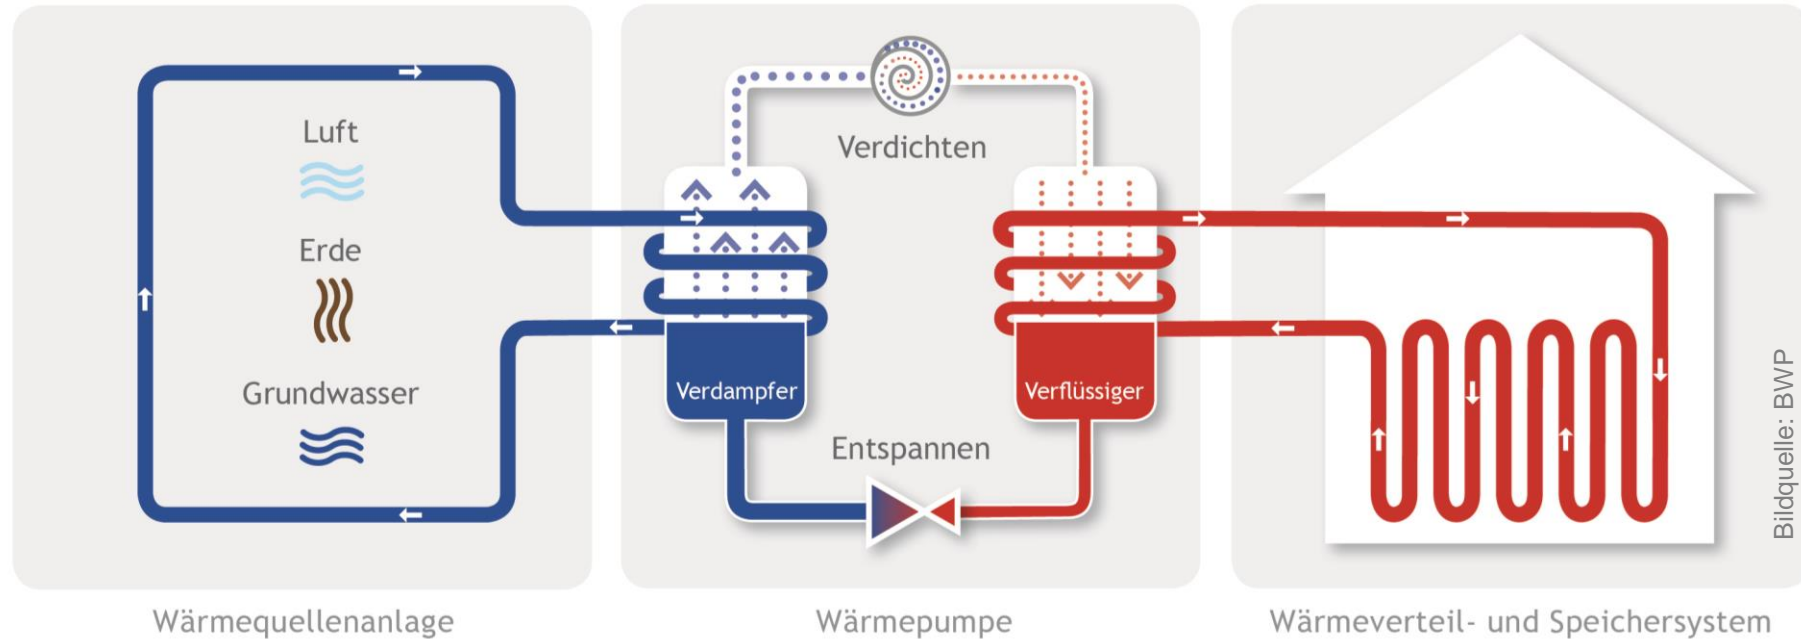 Luft
Erde
Grundwasser
Verdichten
Verdampfer
Verflüssiger
Entspannen
Bildquelle: BWP
Wärmequellenanlage
Wärmepumpe
Wärmeverteil- und Speichersystem